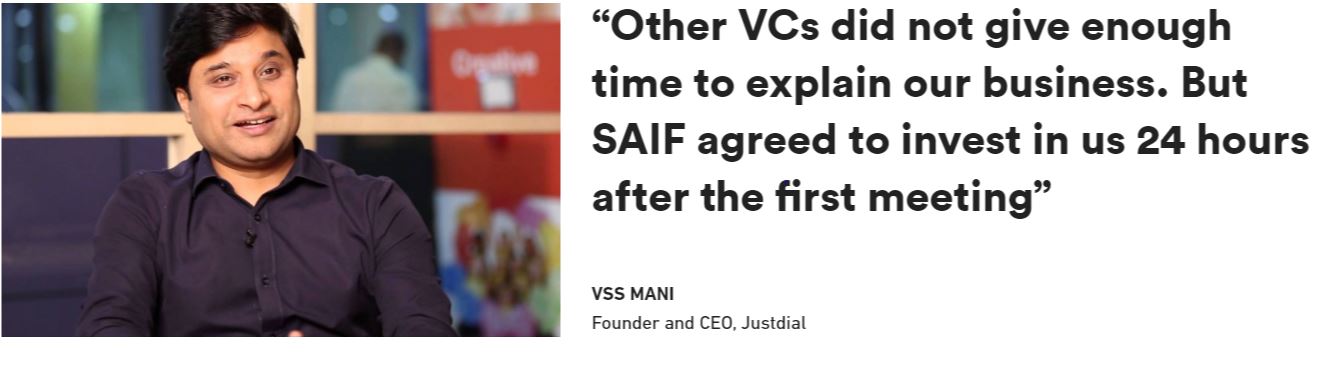 Creative
“Other VCs did not give enough
time to explain our business. But
SAIF agreed to invest in us 24 hours
after the first meeting”
VSS MANI
Founder and CEO, Justdial